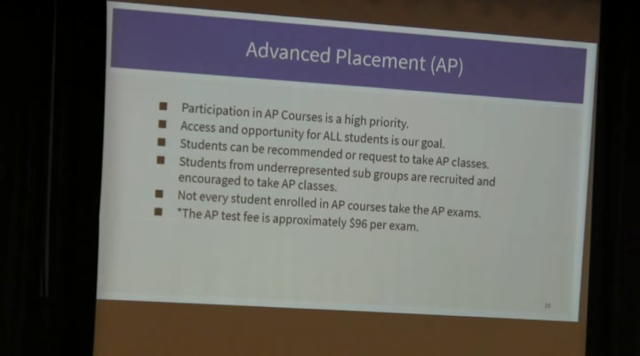 Advanced Placement (AP)
Participation in AP Courses is a high priority.
Access and opportunity for ALL students is our goal.
Students can be recommended or request to take AP classes.
Students from underrepresented sub groups are recruited and
encouraged to take AP classes.
Not every student enrolled in AP courses take the AP exams.
*The AP test fee is approximately $96 per exam.